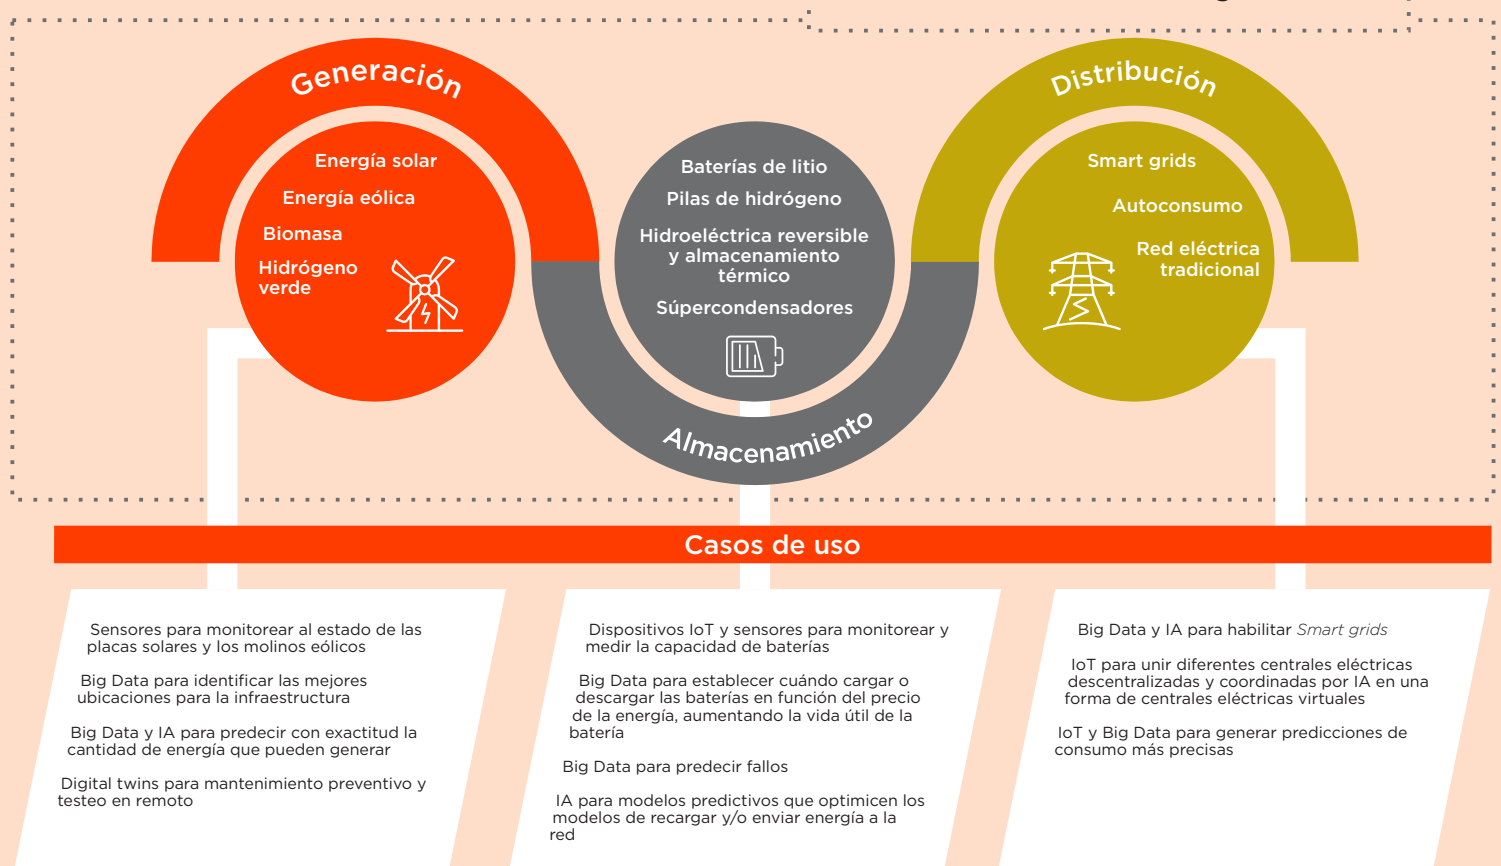 Generación
Energía solar
Energía eólica
Biomasa
Hidrógeno
verde
Baterías de litio
Pilas de hidrógeno
Hidroeléctrica reversible
y almacenamiento
térmico
Súpercondensadores
Almacenamiento
Distribución
Smart grids
Autoconsumo
Red eléctrica
tradicional
Casos de uso
Sensores para monitorear al estado de las
placas solares y los molinos eólicos
Big Data para identificar las mejores
ubicaciones para la infraestructura
Big Data y IA para predecir con exactitud la
cantidad de energía que pueden generar
Digital twins para mantenimiento preventivo y
testeo en remoto
Dispositivos IoT y sensores para monitorear y
medir la capacidad de baterías
Big Data para establecer cuándo cargar o
descargar las baterías en función del precio
de la energía, aumentando la vida útil de la
batería
Big Data para predecir fallos
IA para modelos predictivos que optimicen los
modelos de recargar y/o enviar energía a la
red
Big Data y IA para habilitar Smart grids
IoT para unir diferentes centrales eléctricas
descentralizadas y coordinadas por IA en una
forma de centrales eléctricas virtuales
IoT y Big Data para generar predicciones de
consumo más precisas